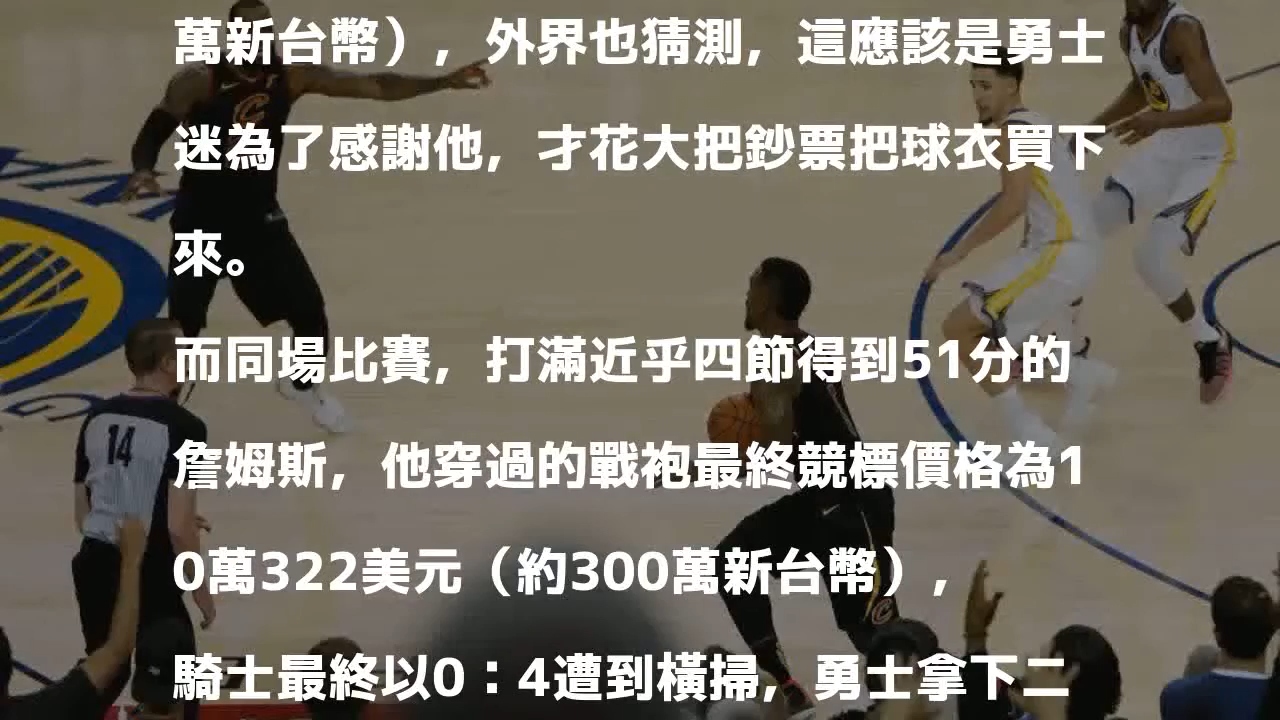 萬新台幣），外界也猜測，這應該是勇士
迷為了感謝他，才花大把鈔票把球衣買下
來。
而同場比賽，打滿近乎四節得到51分的
詹姆斯，他穿過的戰袍最終競標價格為1
0萬322美元（約300萬新台幣），
騎士最終以0：4遭到橫掃，勇士拿下二
14